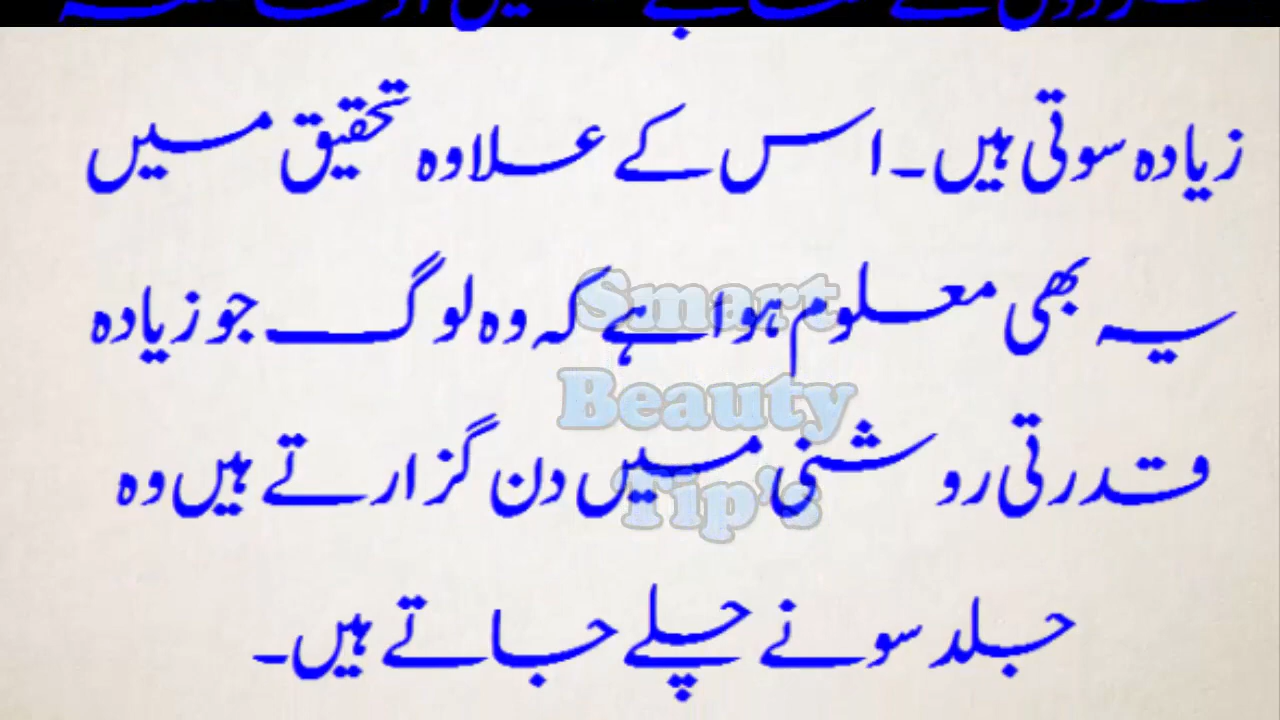 زیادہ سوتی ہیں۔ اس کے علاوہ تحقیق میں
یہ بھی معلوم ہوا ہے کہ وہ لوگ جو زیادہ
قدرتی روشنی میں دن گزارتے ہیں وہ
جلد سونے چلے جاتے ہیں۔
Smart
Beauty
Tip's